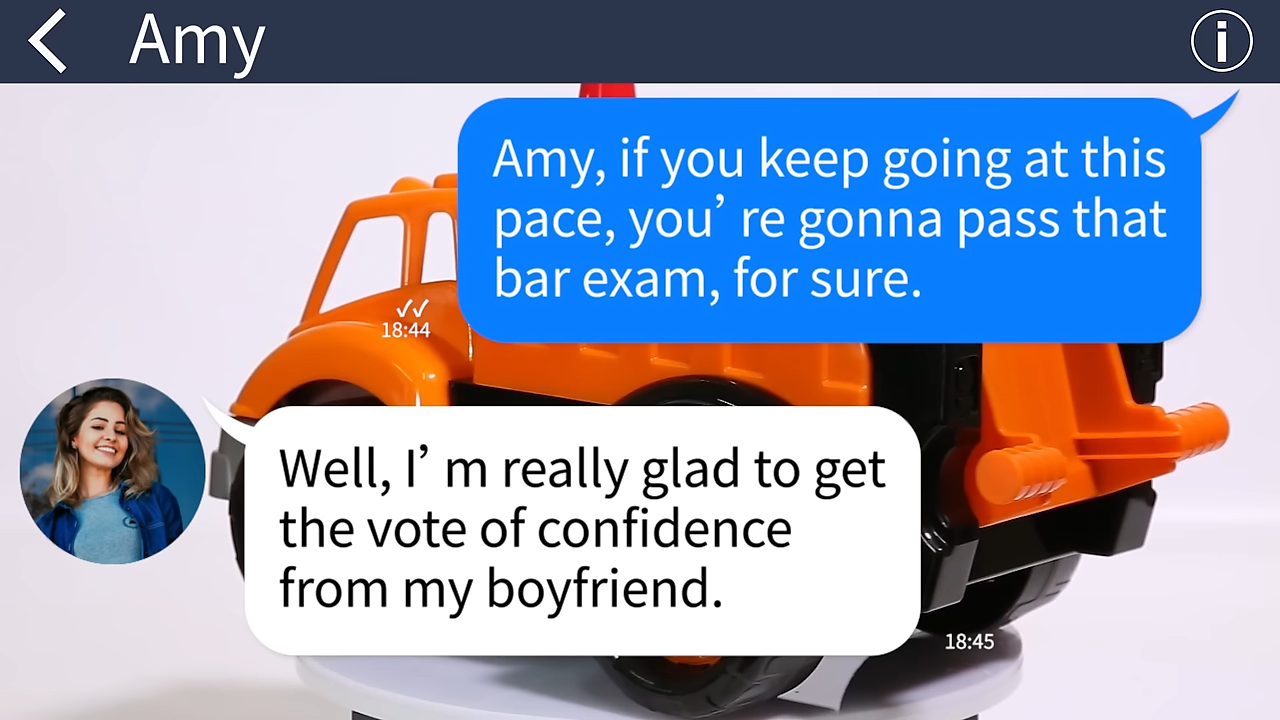 Amy
Amy, if you keep going at this
pace, you’ re gonna pass that
bar exam, for sure.
18:44
Well, I’ m really glad to get
the vote of confidence
from my boyfriend.
18:45